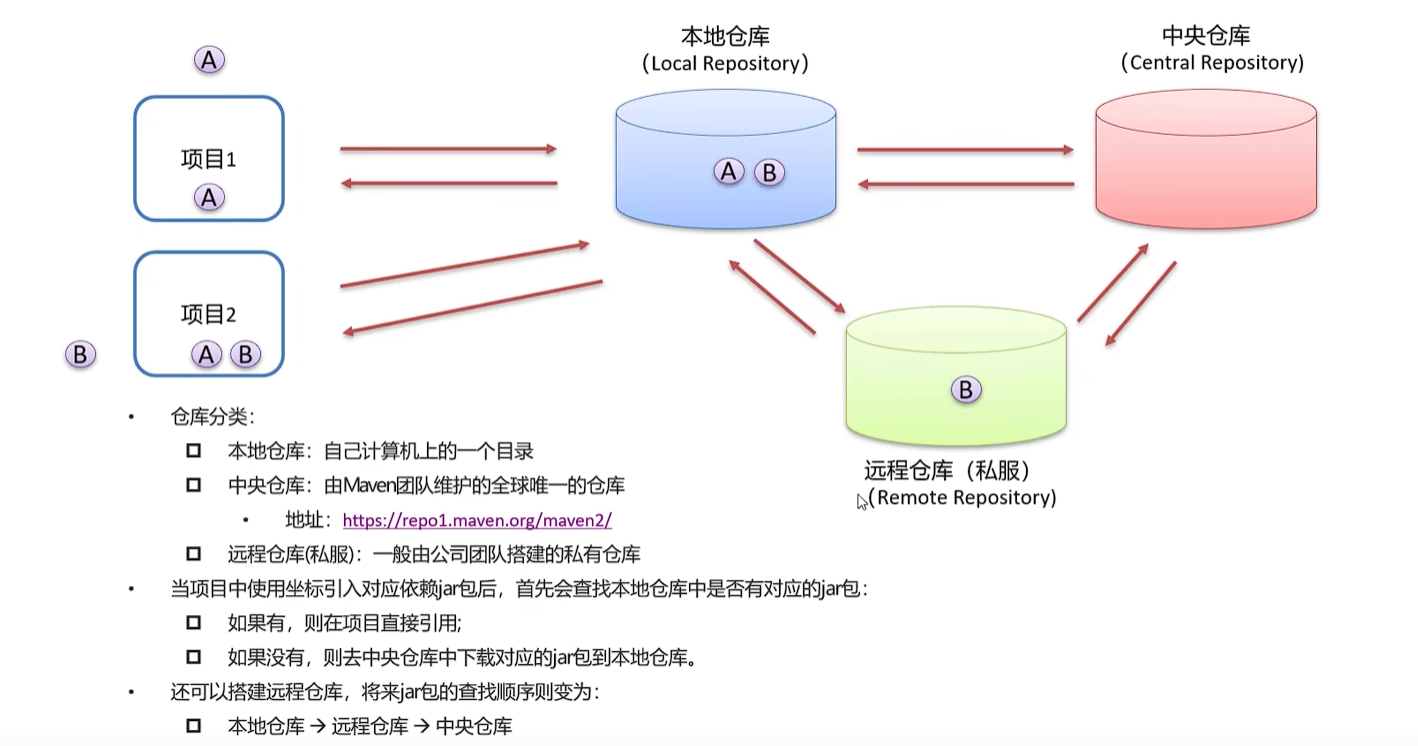 本地仓库
(Local Repository)
中央仓库
(Central Repository)
A
项目1
A
A B
项目2
A B
B
B
远程仓库（私服）
(Remote Repository)
• 仓库分类：
本地仓库：自己计算机上的一个目录
中央仓库：由Maven团队维护的全球唯一的仓库
• 地址：https://repo1.maven.org/maven2/
远程仓库(私服)：一般由公司团队搭建的私有仓库
• 当项目中使用坐标引入对应依赖jar包后，首先会查找本地仓库中是否有对应的jar包：
如果有，则在项目直接引用;
如果没有，则去中央仓库中下载对应的jar包到本地仓库。
• 还可以搭建远程仓库，将来jar包的查找顺序则变为：
本地仓库 → 远程仓库 → 中央仓库